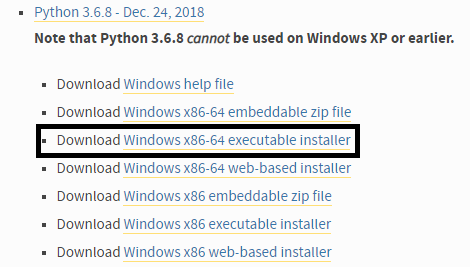 Python 3.6.8 - Dec. 24, 2018
Note that Python 3.6.8 cannot be used on Windows XP or earlier.
Download Windows help file
Download Windows x86-64 embeddable zip file
Download Windows x86-64 executable installer
Download Windows x86-64 web-based installer
Download Windows x86 embeddable zip file
Download Windows x86 executable installer
Download Windows x86 web-based installer